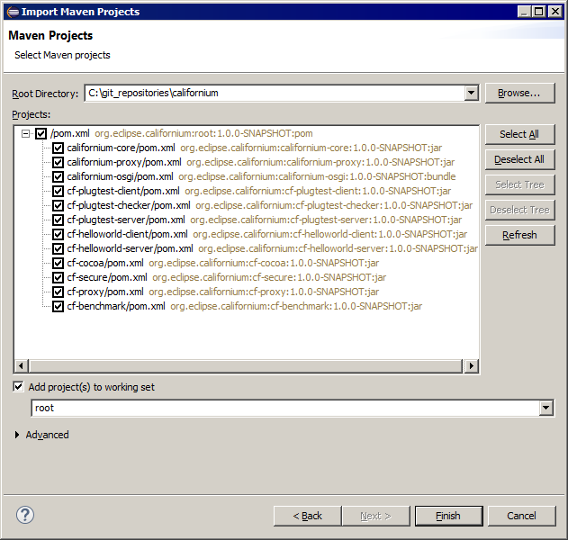 Import Maven Projects
Maven Projects
Select Maven projects
Root Directory: C:\git_repositories\californium Browse...
Projects:
/pom.xml org.eclipse.californium:root:1.0.0-SNAPSHOT:pom
californium-core/pom.xml org.eclipse.californium:californium-core:1.0.0-SNAPSHOT:jar
californium-proxy/pom.xml org.eclipse.californium:californium-proxy:1.0.0-SNAPSHOT:jar
californium-osgi/pom.xml org.eclipse.californium:californium-osgi:1.0.0-SNAPSHOT:bundle
cf-plugtest-client/pom.xml org.eclipse.californium:cf-plugtest-client:1.0.0-SNAPSHOT:jar
cf-plugtest-checker/pom.xml org.eclipse.californium:cf-plugtest-checker:1.0.0-SNAPSHOT:jar
cf-plugtest-server/pom.xml org.eclipse.californium:cf-plugtest-server:1.0.0-SNAPSHOT:jar
cf-helloworld-client/pom.xml org.eclipse.californium:cf-helloworld-client:1.0.0-SNAPSHOT:jar
cf-helloworld-server/pom.xml org.eclipse.californium:cf-helloworld-server:1.0.0-SNAPSHOT:jar
cf-cocoa/pom.xml org.eclipse.californium:cf-cocoa:1.0.0-SNAPSHOT:jar
cf-secure/pom.xml org.eclipse.californium:cf-secure:1.0.0-SNAPSHOT:jar
cf-proxy/pom.xml org.eclipse.californium:cf-proxy:1.0.0-SNAPSHOT:jar
cf-benchmark/pom.xml org.eclipse.californium:cf-benchmark:1.0.0-SNAPSHOT:jar
Select All
Deselect All
Select Tree
Deselect Tree
Refresh
Add project(s) to working set
root
Advanced
? < Back Next > Finish Cancel